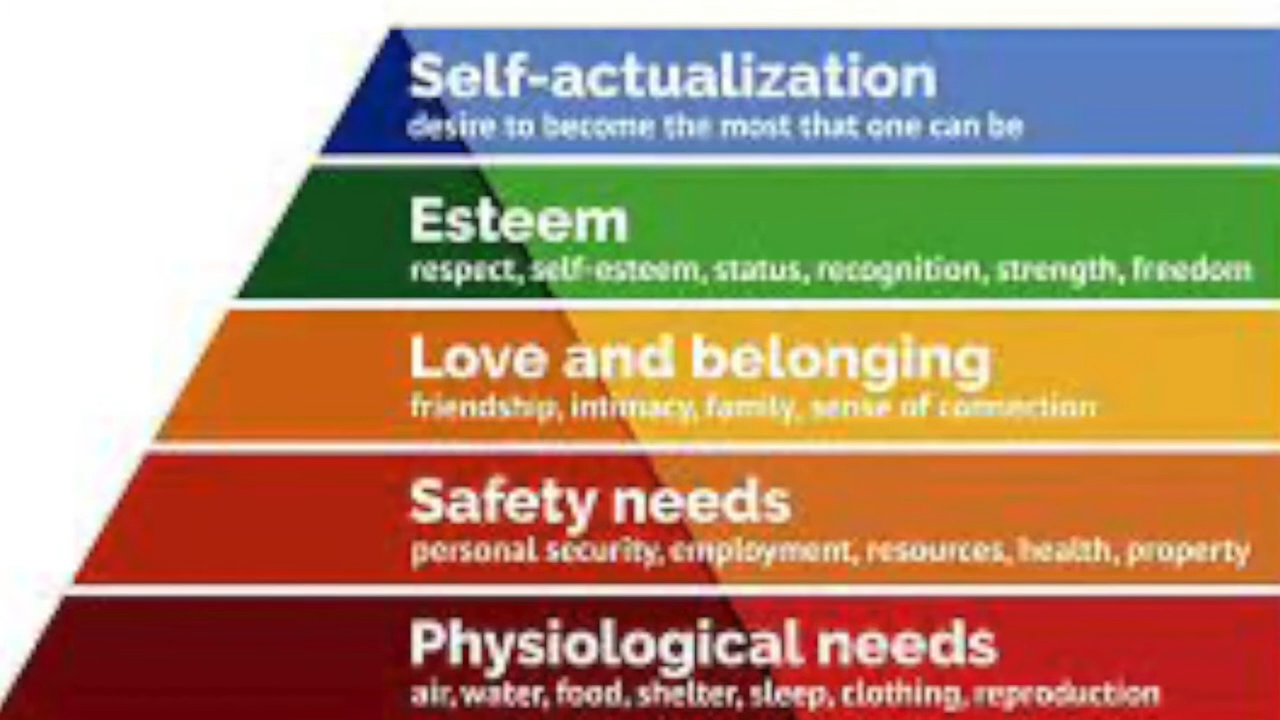 Self-actualization
desire to become the most that one can be
Esteem
respect, self-esteem, status, recognition, strength, freedom
Love and belonging
friendship, intimacy, family, sense of connection
Safety needs
personal security, employment, resources, health, property
Physiological needs
air, water, food, shelter, sleep, clothing, reproduction